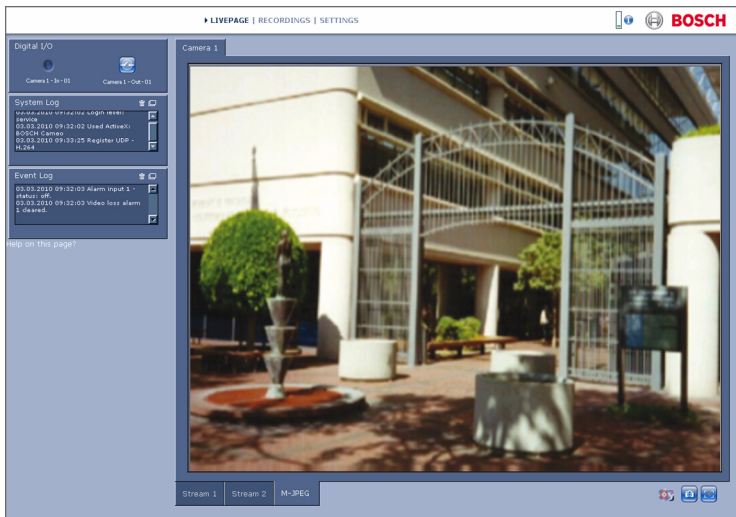 LIVEPAGE | RECORDINGS | SETTINGS
BOSCH
Digital I/O
Camera 1 - In - 01
Camera 1 - Out - 01
System Log
03.03.2010 09:32:02 Login level:
service
03.03.2010 09:32:02 Used ActiveX:
BOSCH Cameo
03.03.2010 09:33:25 Register UDP -
H.264
Event Log
03.03.2010 09:32:03 Alarm input 1 -
status: off.
03.03.2010 09:32:03 Video loss alarm
1 cleared.
Help on this page?
Camera 1
Stream 1
Stream 2
M-JPEG